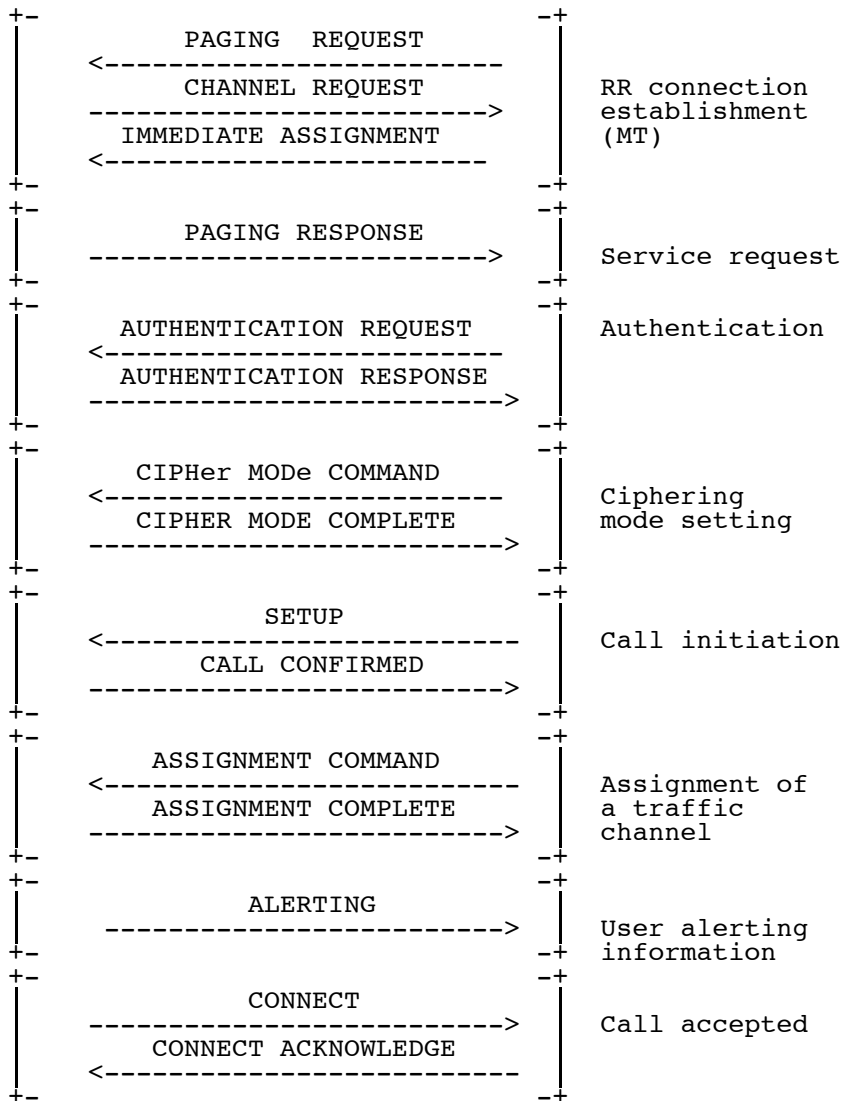 +-                                -+
PAGING  REQUEST
<-------------------------
CHANNEL REQUEST                        RR connection
------------------------->             establishment
IMMEDIATE ASSIGNMENT                   (MT)
<------------------------
+-                                -+
+-                                -+
PAGING RESPONSE
------------------------->             Service request
+-                                -+
+-                                -+
AUTHENTICATION REQUEST                 Authentication
<-------------------------
AUTHENTICATION RESPONSE
-------------------------->
+-                                -+
+-                                -+
CIPHer MODe COMMAND
<-------------------------             Ciphering
CIPHER MODE COMPLETE                   mode setting
-------------------------->
+-                                -+
+-                                -+
SETUP
<--------------------------            Call initiation
CALL CONFIRMED
-------------------------->
+-                                -+
+-                                -+
ASSIGNMENT COMMAND
<--------------------------            Assignment of
ASSIGNMENT COMPLETE                    a traffic
-------------------------->            channel
+-                                -+
+-                                -+
ALERTING
------------------------->             User alerting
+-                                -+   information
+-                                -+
CONNECT
-------------------------->            Call accepted
CONNECT ACKNOWLEDGE
<--------------------------
+-                                -+